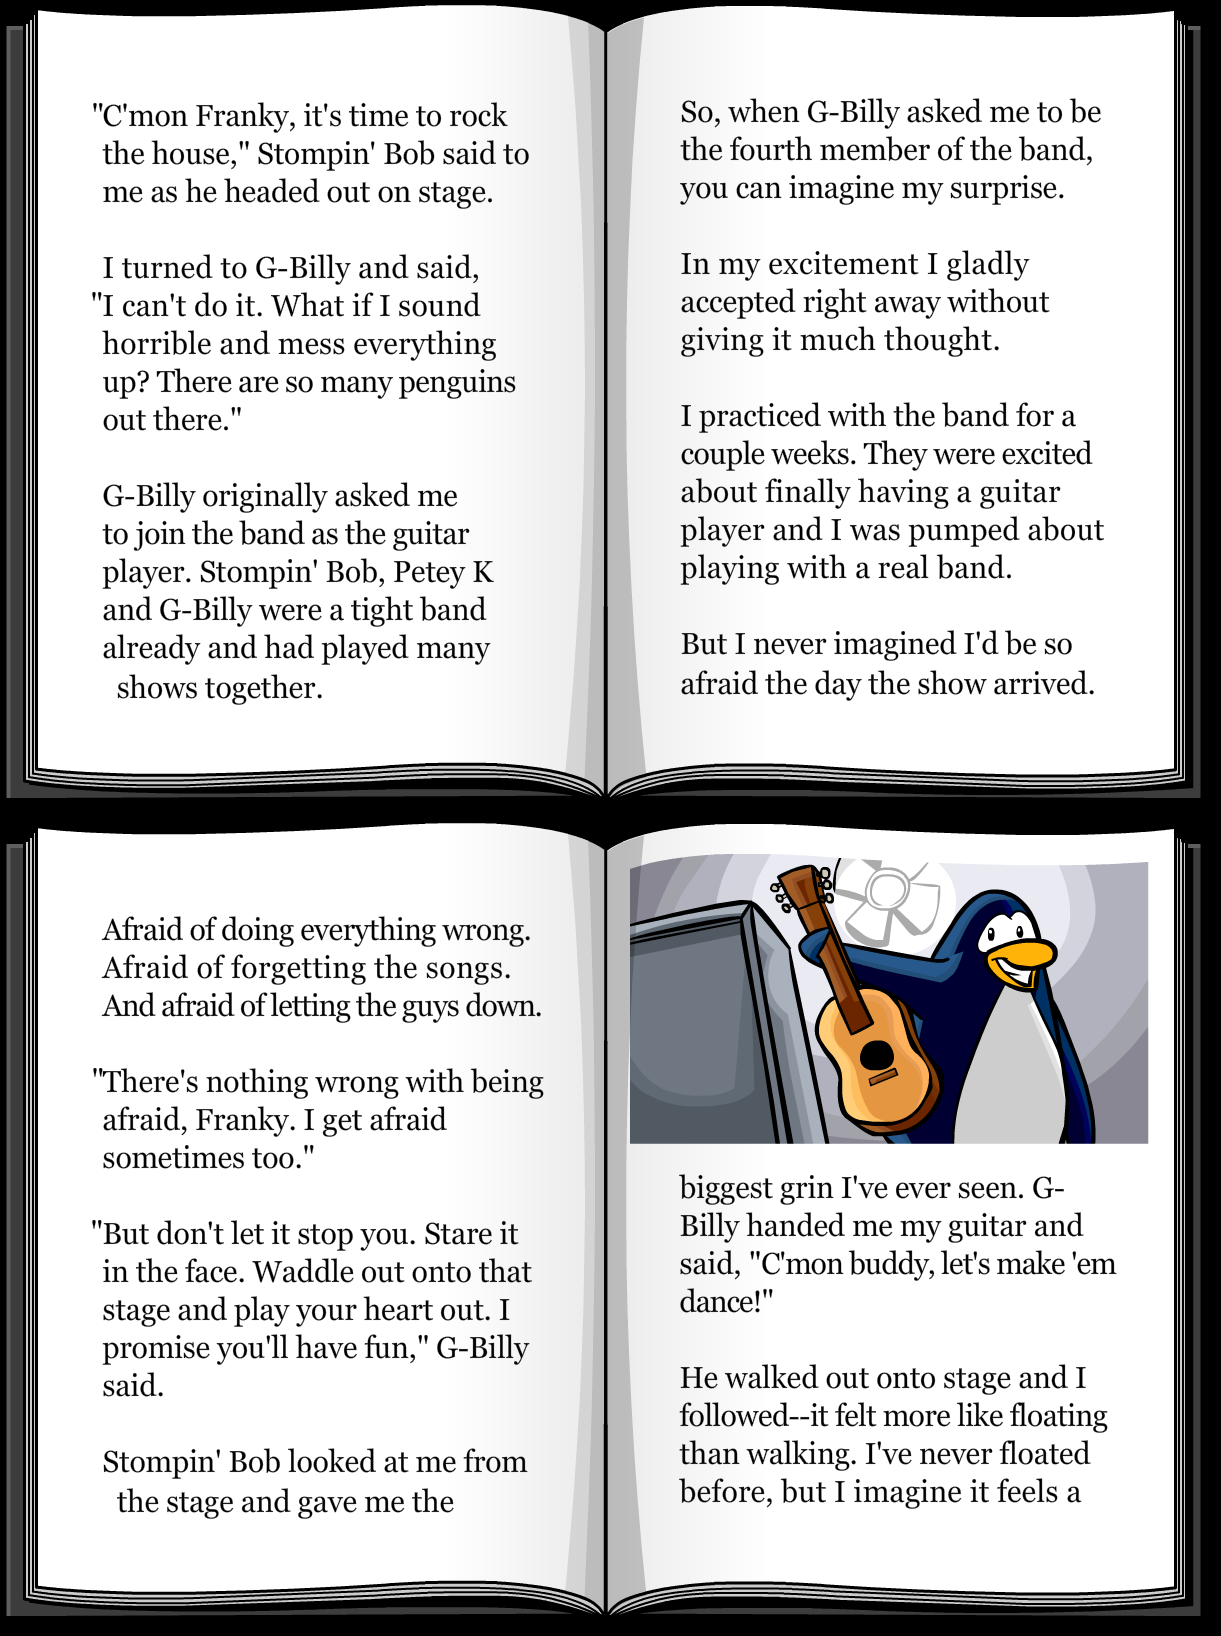 "C'mon Franky, it's time to rock
the house," Stompin' Bob said to
me as he headed out on stage.
I turned to G-Billy and said,
"I can't do it. What if I sound
horrible and mess everything
up? There are so many penguins
out there."
G-Billy originally asked me
to join the band as the guitar
player. Stompin' Bob, Petey K
and G-Billy were a tight band
already and had played many
shows together.
So, when G-Billy asked me to be
the fourth member of the band,
you can imagine my surprise.
In my excitement I gladly
accepted right away without
giving it much thought.
I practiced with the band for a
couple weeks. They were excited
about finally having a guitar
player and I was pumped about
playing with a real band.
But I never imagined I'd be so
afraid the day the show arrived.
Afraid of doing everything wrong.
Afraid of forgetting the songs.
And afraid of letting the guys down.
"There's nothing wrong with being
afraid, Franky. I get afraid
sometimes too."
"But don't let it stop you. Stare it
in the face. Waddle out onto that
stage and play your heart out. I
promise you'll have fun," G-Billy
said.
Stompin' Bob looked at me from
the stage and gave me the
biggest grin I've ever seen. G-
Billy handed me my guitar and
said, "C'mon buddy, let's make 'em
dance!"
He walked out onto stage and I
followed--it felt more like floating
than walking. I've never floated
before, but I imagine it feels a